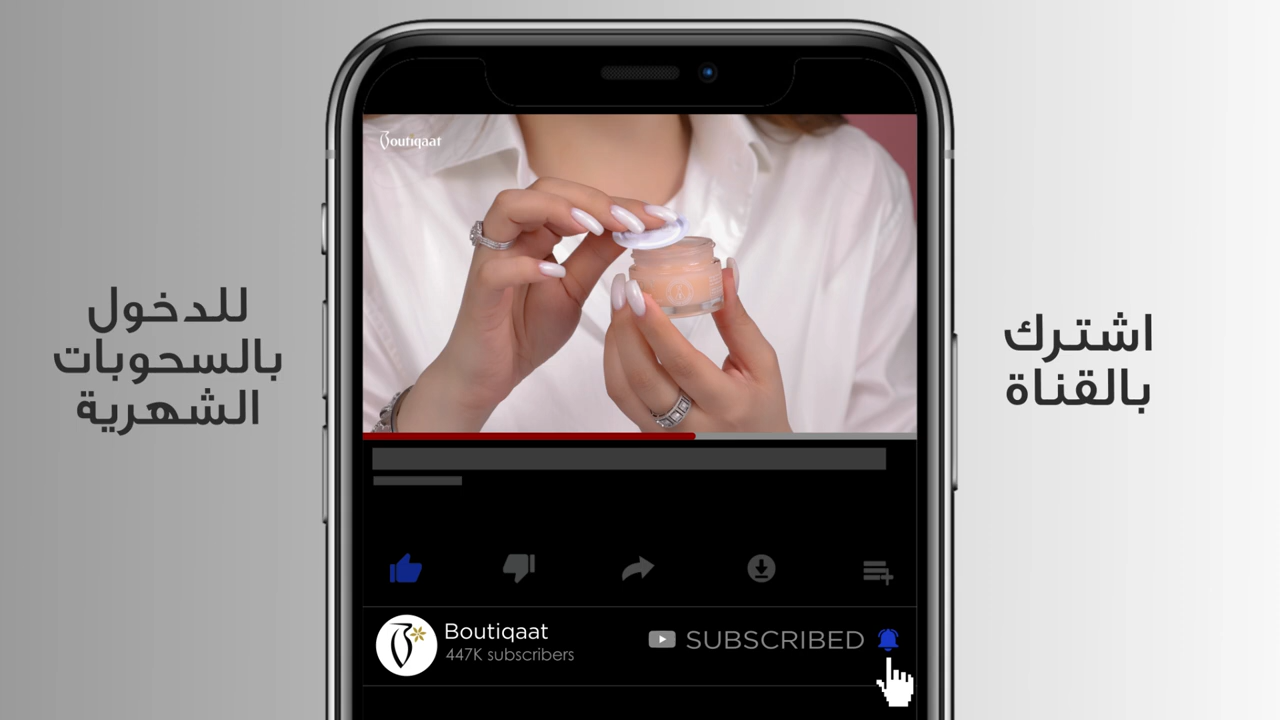 اشترك
بالقناة
للدخول
بالسحوبات
الشهرية
Boutiqaat
Boutiqaat
447K subscribers
SUBSCRIBED